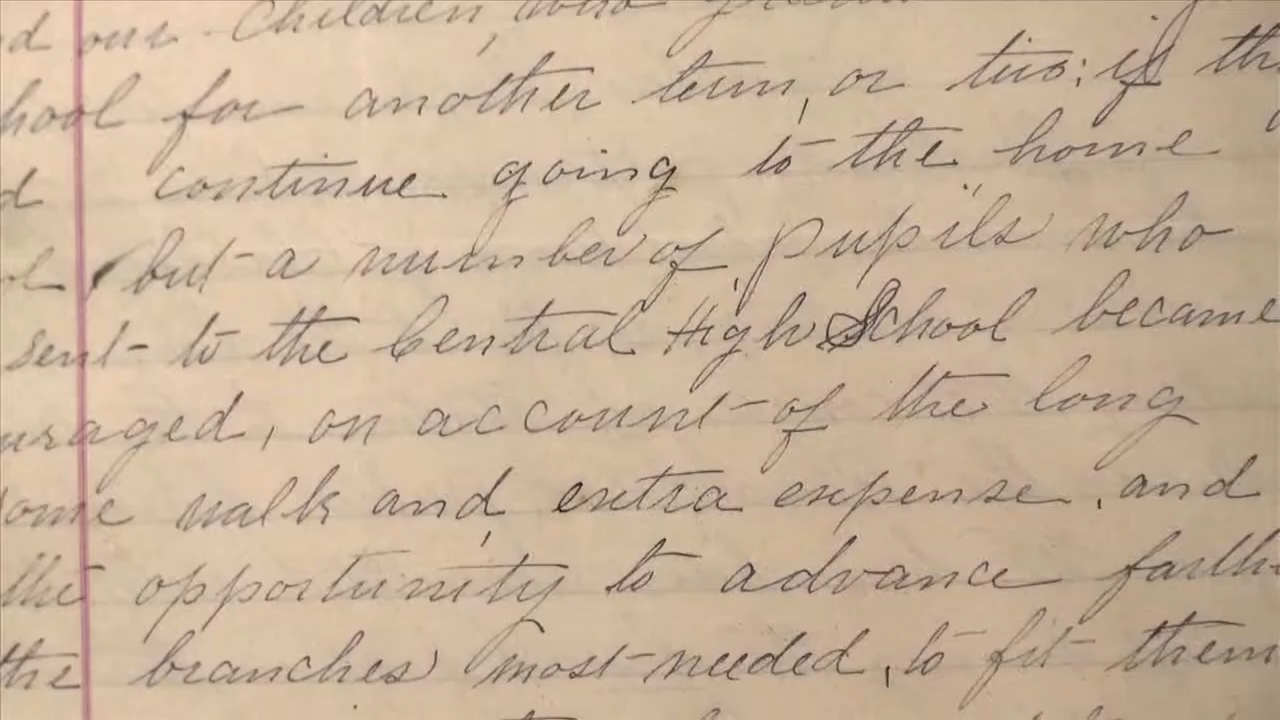 d our Children, who
hool for another term, or two; if th
d continue going to the home
l, but a number of pupils who
sent to the Central High School became
uraged, on account of the long
ome walk and extra expense, and
the opportunity to advance farth
the branches most needed, to fit them